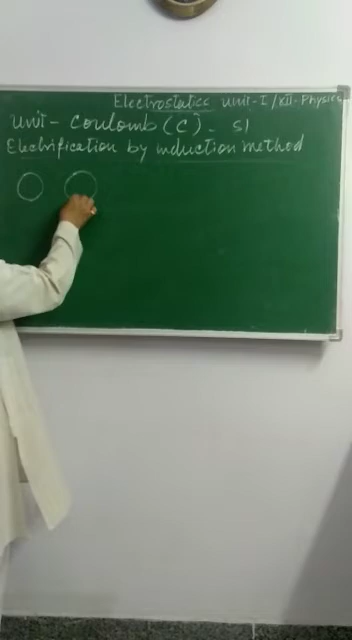 Electrostatics Unit-I/XII-Physics
Unit- Coulomb (C) - SI
Electrification by induction method